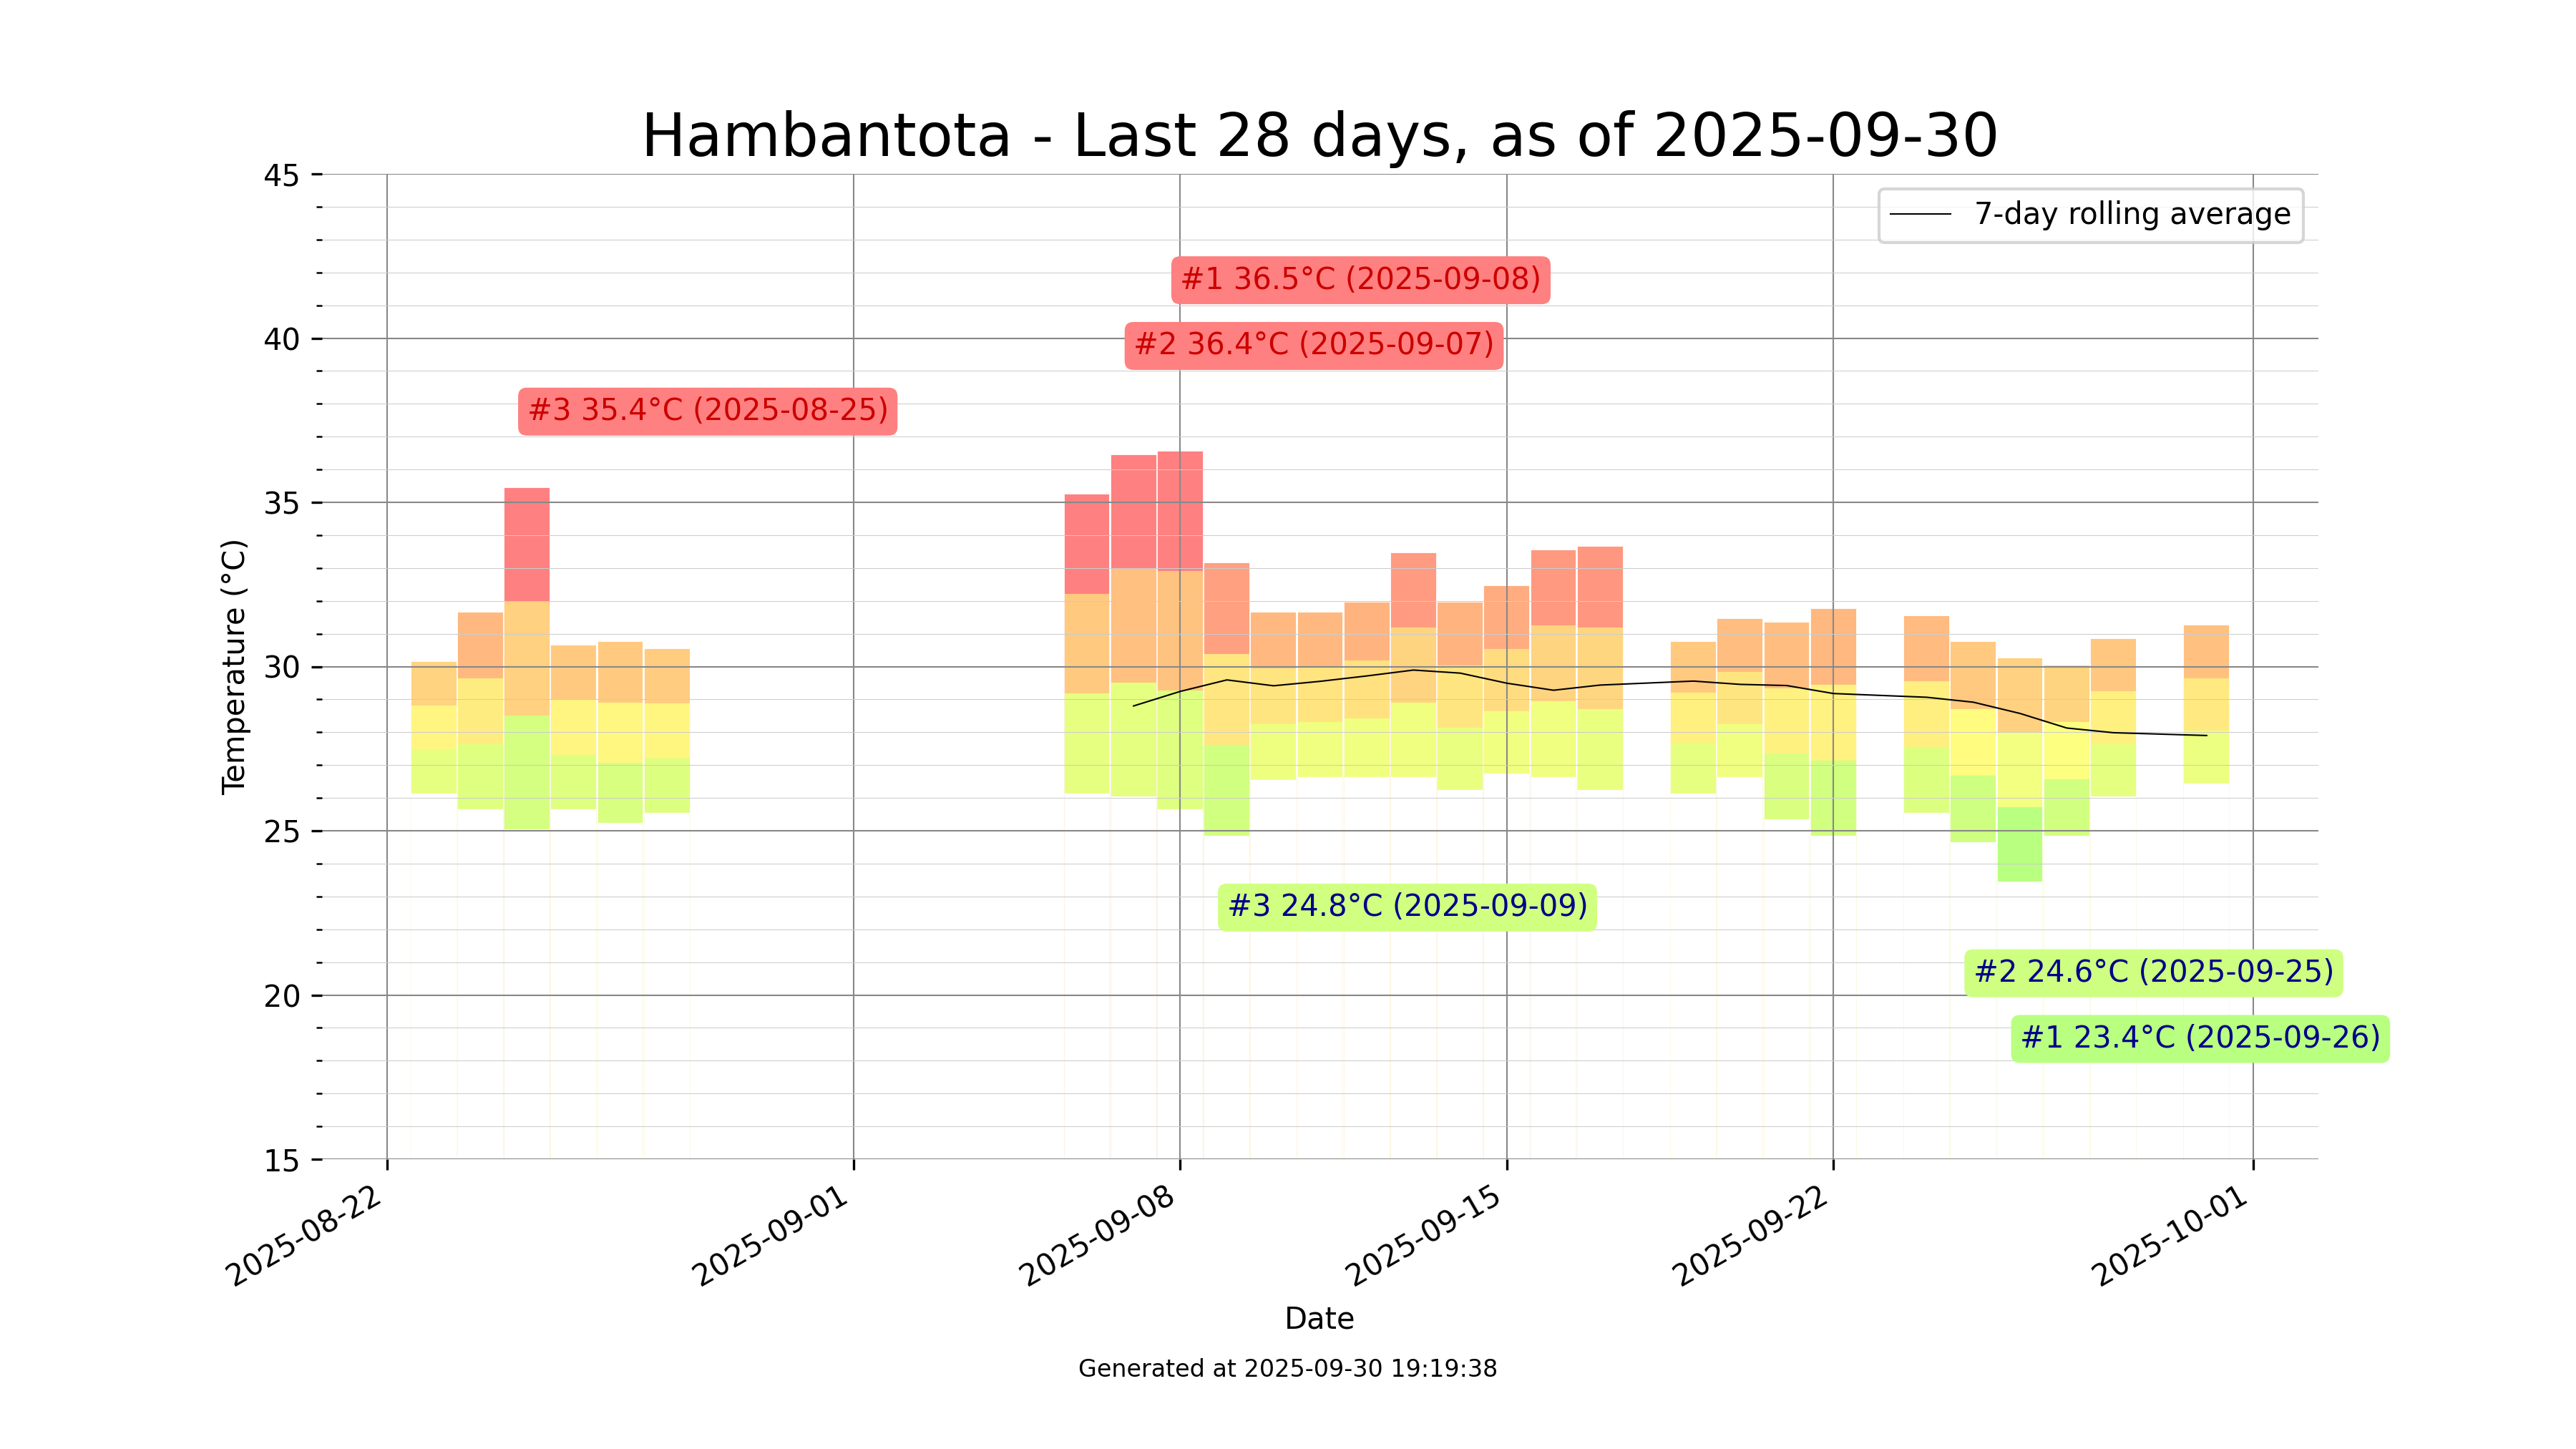 Hambantota - Last 28 days, as of 2025-09-30
45
7-day rolling average
#1 36.5°C (2025-09-08)
40
#2 36.4°C (2025-09-07)
#3 35.4°C (2025-08-25)
35
Temperature (°C)
30
25
#3 24.8°C (2025-09-09)
#2 24.6°C (2025-09-25)
20
#1 23.4°C (2025-09-26)
15
2025-08-22
2025-09-01
2025-09-08
2025-09-15
2025-09-22
2025-10-01
Date
Generated at 2025-09-30 19:19:38